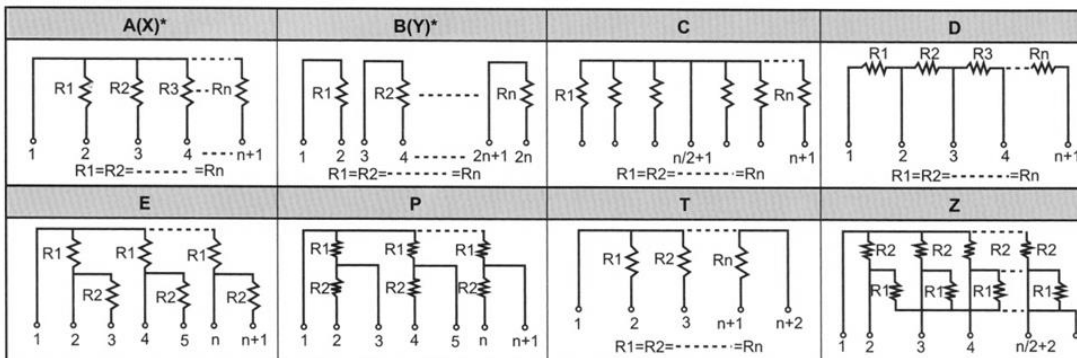 A(X)* B(Y)* C D
R1 R2 R3 Rn
1 2 3 4 n+1
R1=R2= =Rn
R1 R2 Rn
1 2 3 4 2n+1 2n
R1=R2= =Rn
R1 Rn
n/2+1 n+1
R1=R2= =Rn
R1 R2 R3 Rn
1 2 3 4 n+1
R1=R2= =Rn
E P T Z
R1 R1 R1
R2 R2 R2
1 2 3 4 5 n n+1
R1 R1 R1
R2 R2 R2
1 2 3 4 5 n n+1
R1 R2 Rn
1 2 3 n+1 n+2
R1=R2= =Rn
R2 R2 R2 R2
R1 R1 R1 R1
1 2 3 4 n/2+2